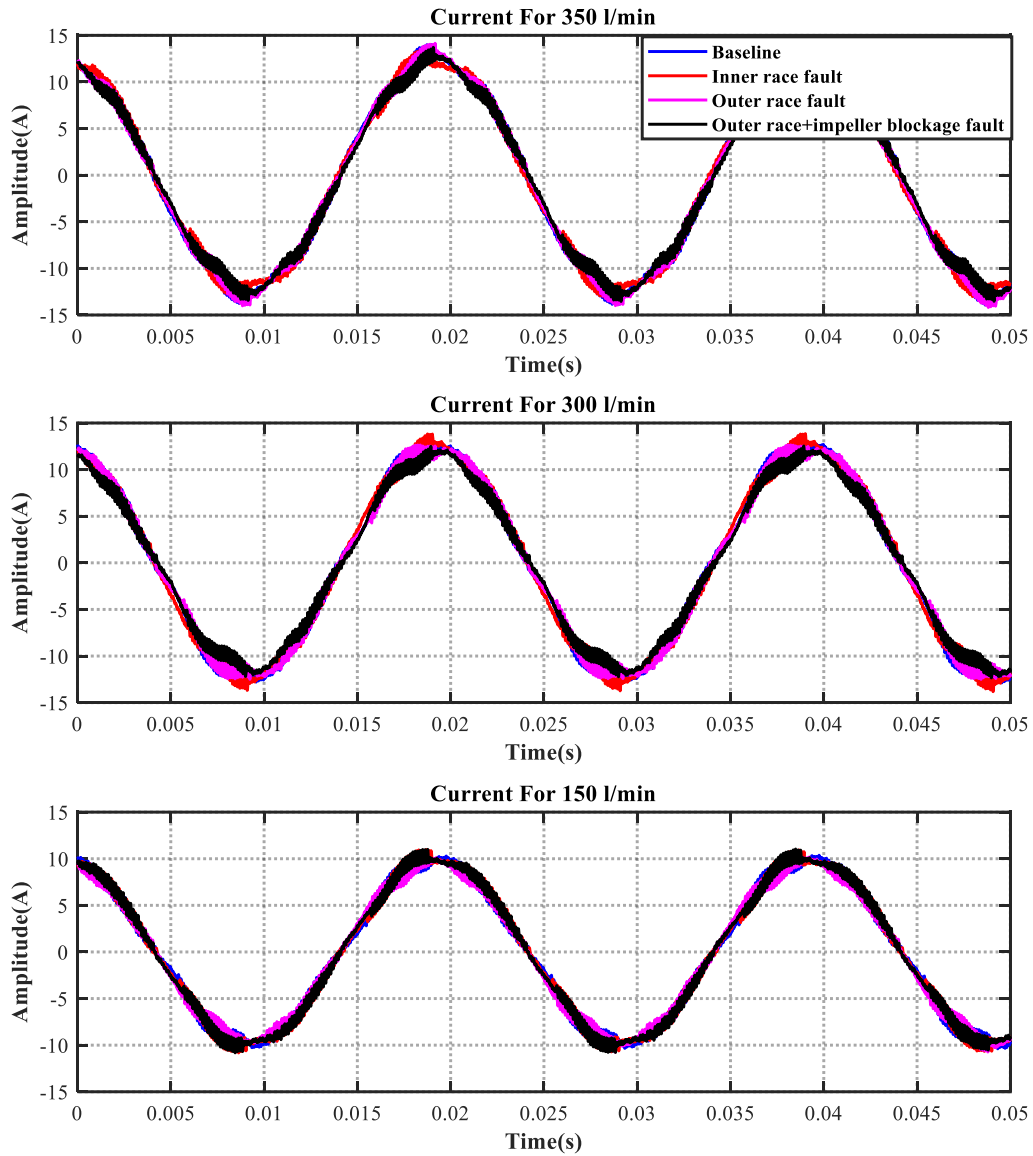 Current For 350 l/min
Baseline
Inner race fault
Outer race fault
Outer race+impeller blockage fault
Amplitude(A)
15
10
5
0
-5
-10
-15
0 0.005 0.01 0.015 0.02 0.025 0.03 0.035 0.04 0.045 0.05
Time(s)
Current For 300 l/min
Amplitude(A)
15
10
5
0
-5
-10
-15
0 0.005 0.01 0.015 0.02 0.025 0.03 0.035 0.04 0.045 0.05
Time(s)
Current For 150 l/min
Amplitude(A)
15
10
5
0
-5
-10
-15
0 0.005 0.01 0.015 0.02 0.025 0.03 0.035 0.04 0.045 0.05
Time(s)